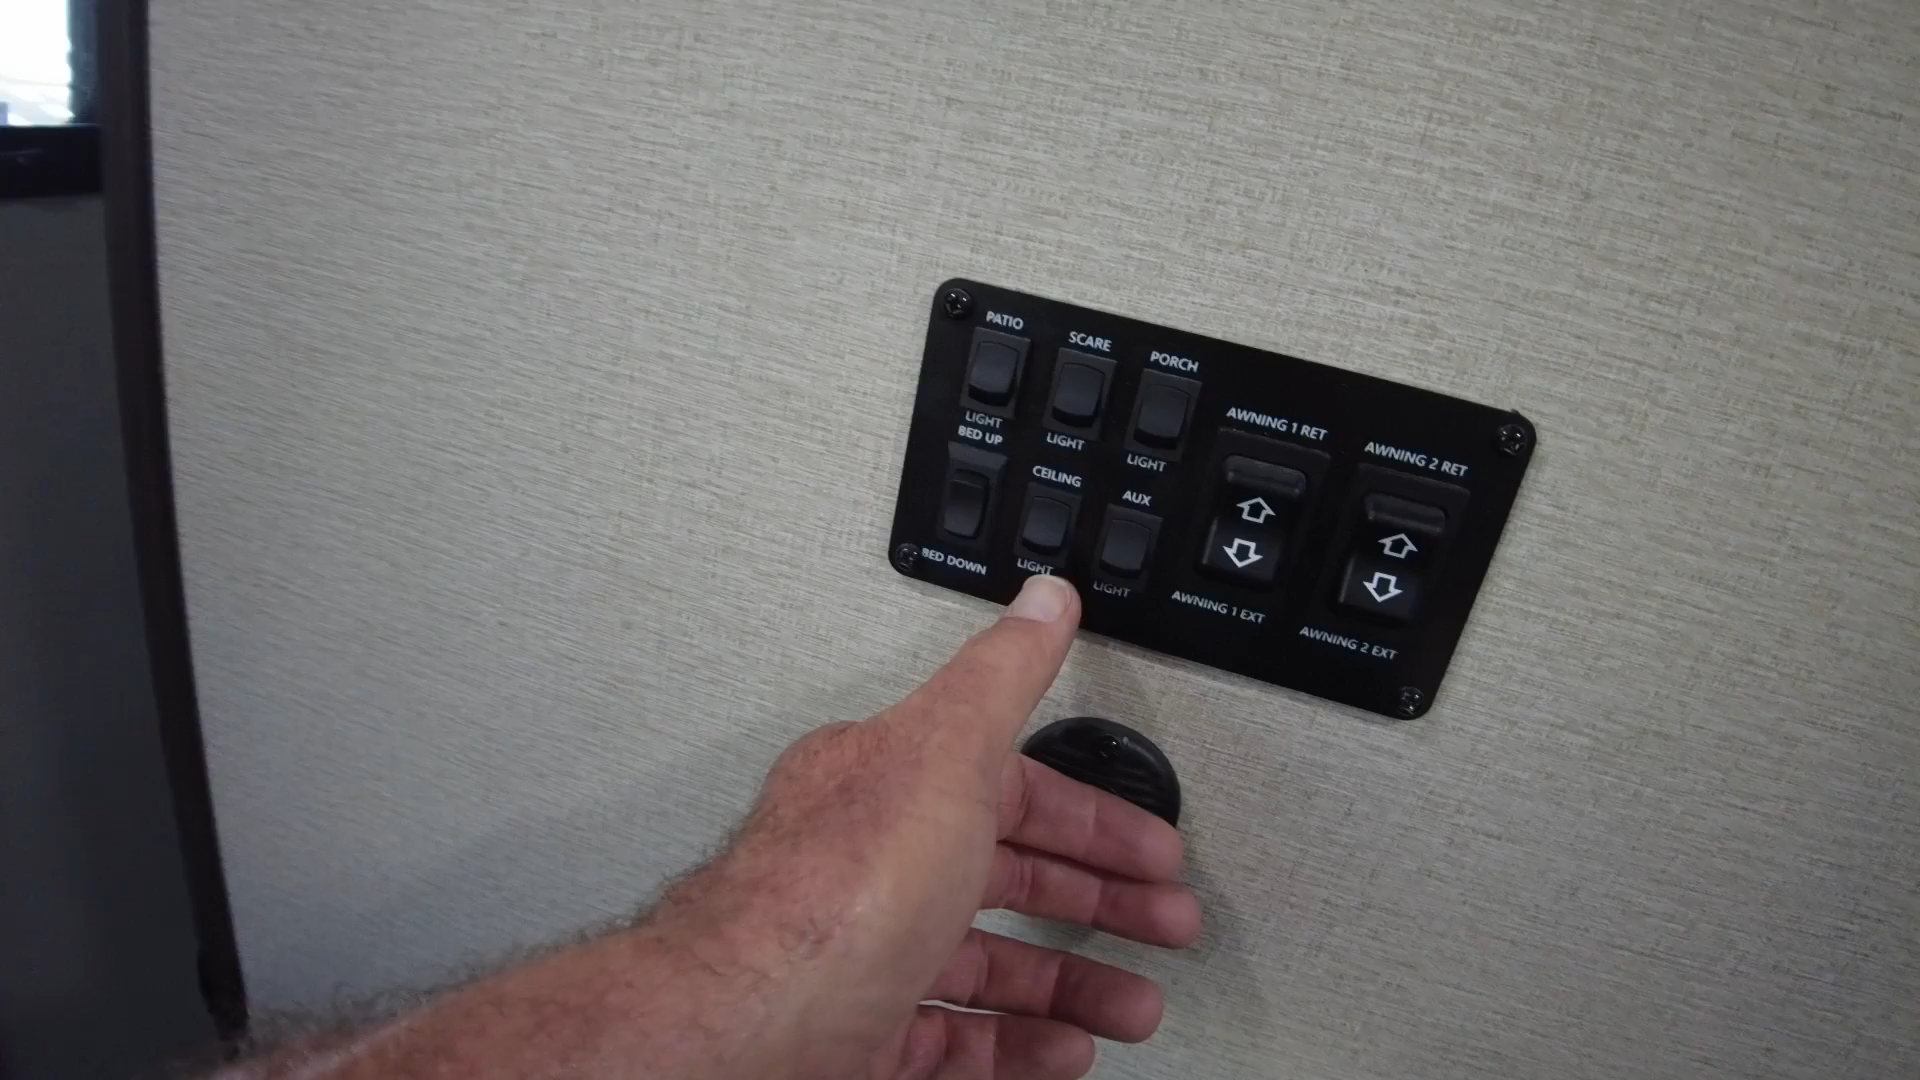 PATIO
LIGHT
SCARE
LIGHT
PORCH
LIGHT
BED UP
BED DOWN
CEILING
LIGHT
AUX
LIGHT
AWNING 1 RET
AWNING 1 EXT
AWNING 2 RET
AWNING 2 EXT